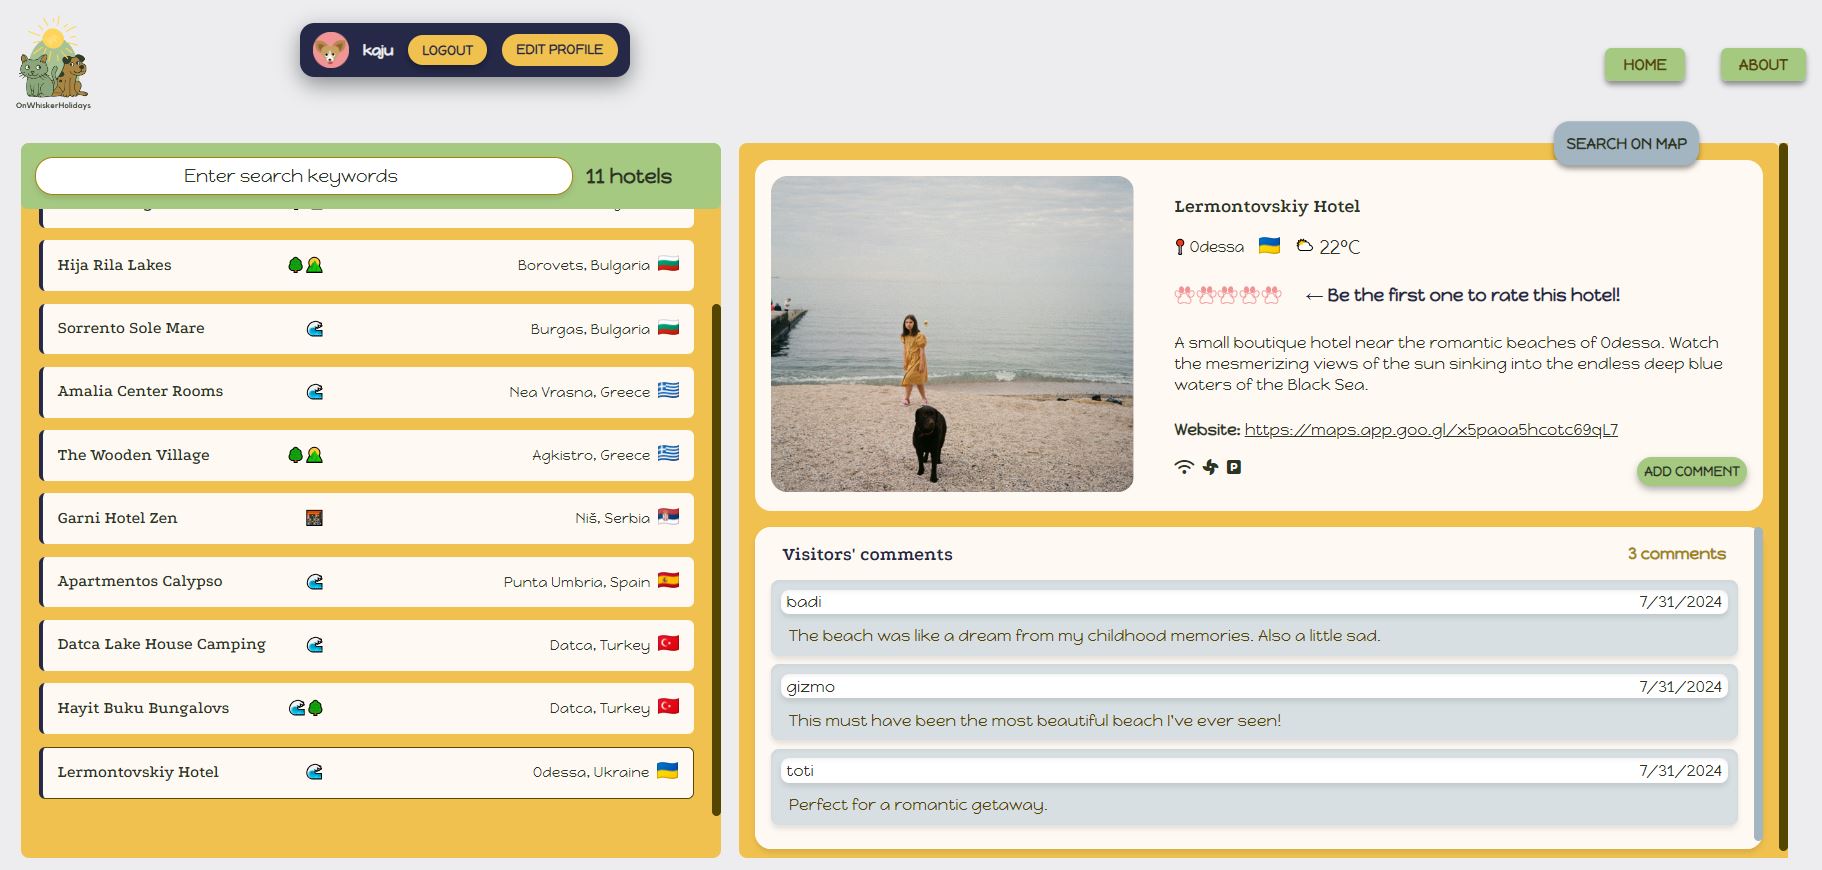 OnWhiskerHolidays
kaju
LOGOUT
EDIT PROFILE
HOME
ABOUT
Enter search keywords
11 hotels
Hija Rila Lakes
Borovets, Bulgaria
Sorrento Sole Mare
Burgas, Bulgaria
Amalia Center Rooms
Nea Vrasna, Greece
The Wooden Village
Agkistro, Greece
Garni Hotel Zen
Niš, Serbia
Apartmentos Calypso
Punta Umbria, Spain
Datca Lake House Camping
Datca, Turkey
Hayit Buku Bungalovs
Datca, Turkey
Lermontovskiy Hotel
Odessa, Ukraine
SEARCH ON MAP
Lermontovskiy Hotel
Odessa
22°C
← Be the first one to rate this hotel!
A small boutique hotel near the romantic beaches of Odessa. Watch
the mesmerizing views of the sun sinking into the endless deep blue
waters of the Black Sea.
Website: https://maps.app.goo.gl/x5paoa5hcotc69qL7
P
ADD COMMENT
Visitors' comments
3 comments
badi
7/31/2024
The beach was like a dream from my childhood memories. Also a little sad.
gizmo
7/31/2024
This must have been the most beautiful beach I've ever seen!
toti
7/31/2024
Perfect for a romantic getaway.